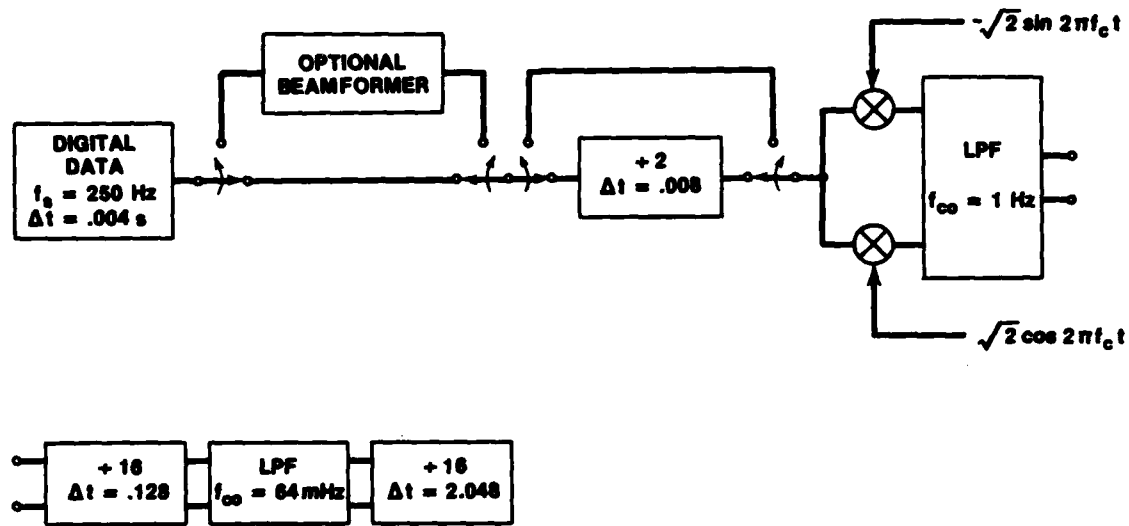 -√2 sin 2πf_c t
OPTIONAL
BEAMFORMER
DIGITAL
DATA
f_s = 250 Hz
Δt = .004 s
÷ 2
Δt = .008
LPF
f_co = 1 Hz
√2 cos 2πf_c t
÷ 16
Δt = .128
LPF
f_co = 64 mHz
÷ 16
Δt = 2.048